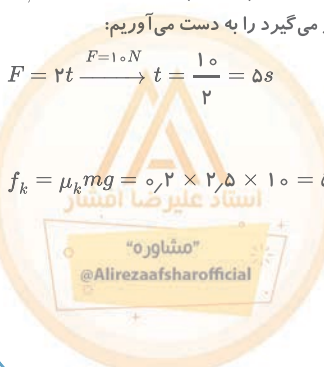 می‌گیرد را به دست می‌آوریم:
F = ۲t —F=۱۰N→ t = ۱۰/۲ = ۵s
f_k = μ_k mg = ۰٫۲ × ۲٫۵ × ۱۰ =
استاد علیرضا افشار
"مشاوره"
@Alirezaafsharofficial